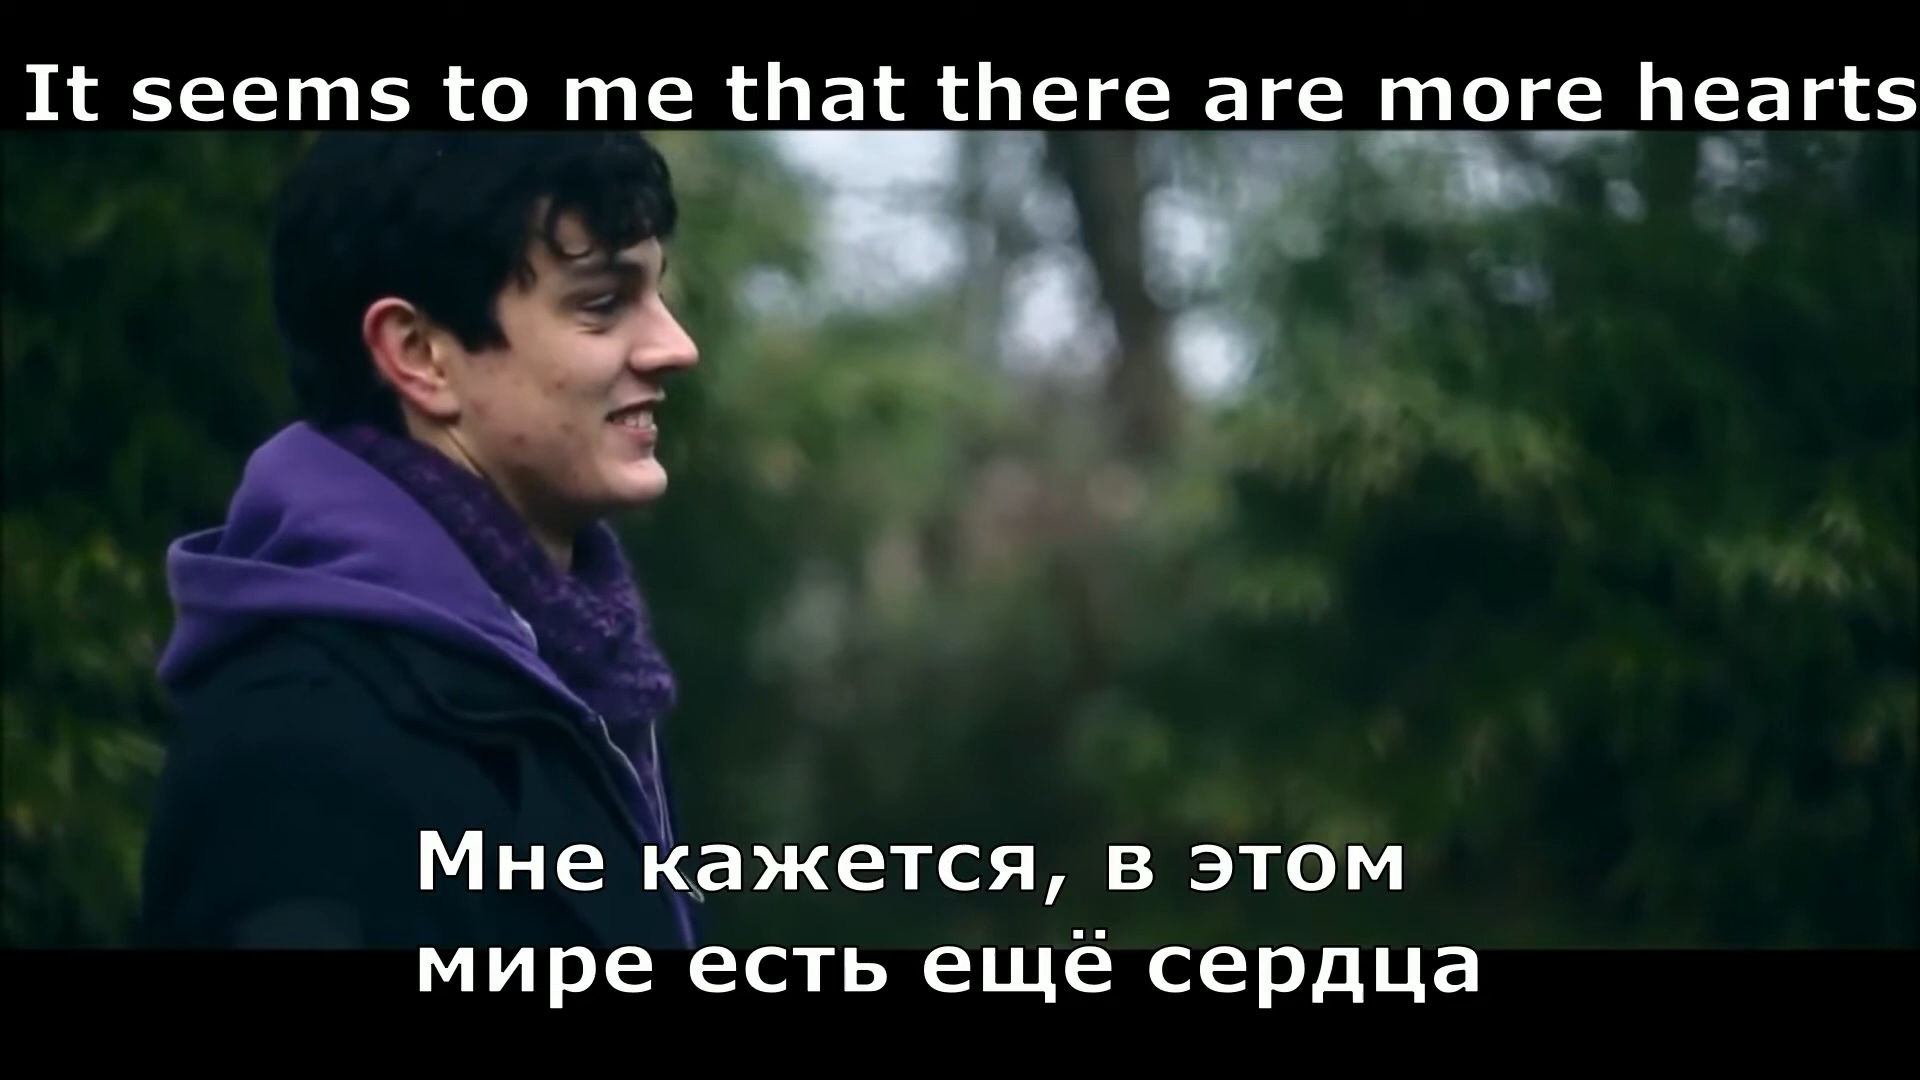 It seems to me that there are more hearts
Мне кажется, в этом
мире есть ещё сердца